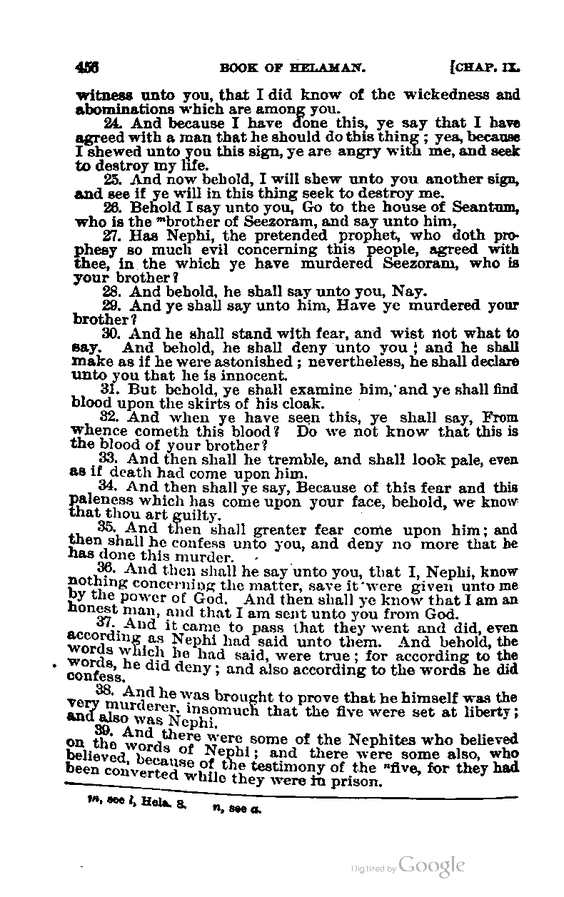 456 BOOK OF HELAMAN. [CHAP. IX.
witness unto you, that I did know of the wickedness and
abominations which are among you.
24. And because I have done this, ye say that I have
agreed with a man that he should do this thing; yea, because
I shewed unto you this sign, ye are angry with me, and seek
to destroy my life.
25. And now behold, I will shew unto you another sign,
and see if ye will in this thing seek to destroy me.
26. Behold I say unto you, Go to the house of Seantum,
who is the ᵐbrother of Seezoram, and say unto him,
27. Has Nephi, the pretended prophet, who doth pro-
phesy so much evil concerning this people, agreed with
thee, in the which ye have murdered Seezoram, who is
your brother?
28. And behold, he shall say unto you, Nay.
29. And ye shall say unto him, Have ye murdered your
brother?
30. And he shall stand with fear, and wist not what to
say. And behold, he shall deny unto you; and he shall
make as if he were astonished; nevertheless, he shall declare
unto you that he is innocent.
31. But behold, ye shall examine him, and ye shall find
blood upon the skirts of his cloak.
32. And when ye have seen this, ye shall say, From
whence cometh this blood? Do we not know that this is
the blood of your brother?
33. And then shall he tremble, and shall look pale, even
as if death had come upon him.
34. And then shall ye say, Because of this fear and this
paleness which has come upon your face, behold, we know
that thou art guilty.
35. And then shall greater fear come upon him; and
then shall he confess unto you, and deny no more that he
has done this murder.
36. And then shall he say unto you, that I, Nephi, know
nothing concerning the matter, save it were given unto me
by the power of God. And then shall ye know that I am an
honest man, and that I am sent unto you from God.
37. And it came to pass that they went and did, even
according as Nephi had said unto them. And behold, the
words which he had said, were true; for according to the
words, he did deny; and also according to the words he did
confess.
38. And he was brought to prove that he himself was the
very murderer, insomuch that the five were set at liberty;
and also was Nephi.
39. And there were some of the Nephites who believed
on the words of Nephi; and there were some also, who
believed, because of the testimony of the ⁿfive, for they had
been converted while they were in prison.
m, see l, Hela. 8. n, see a.
Digitized by Google